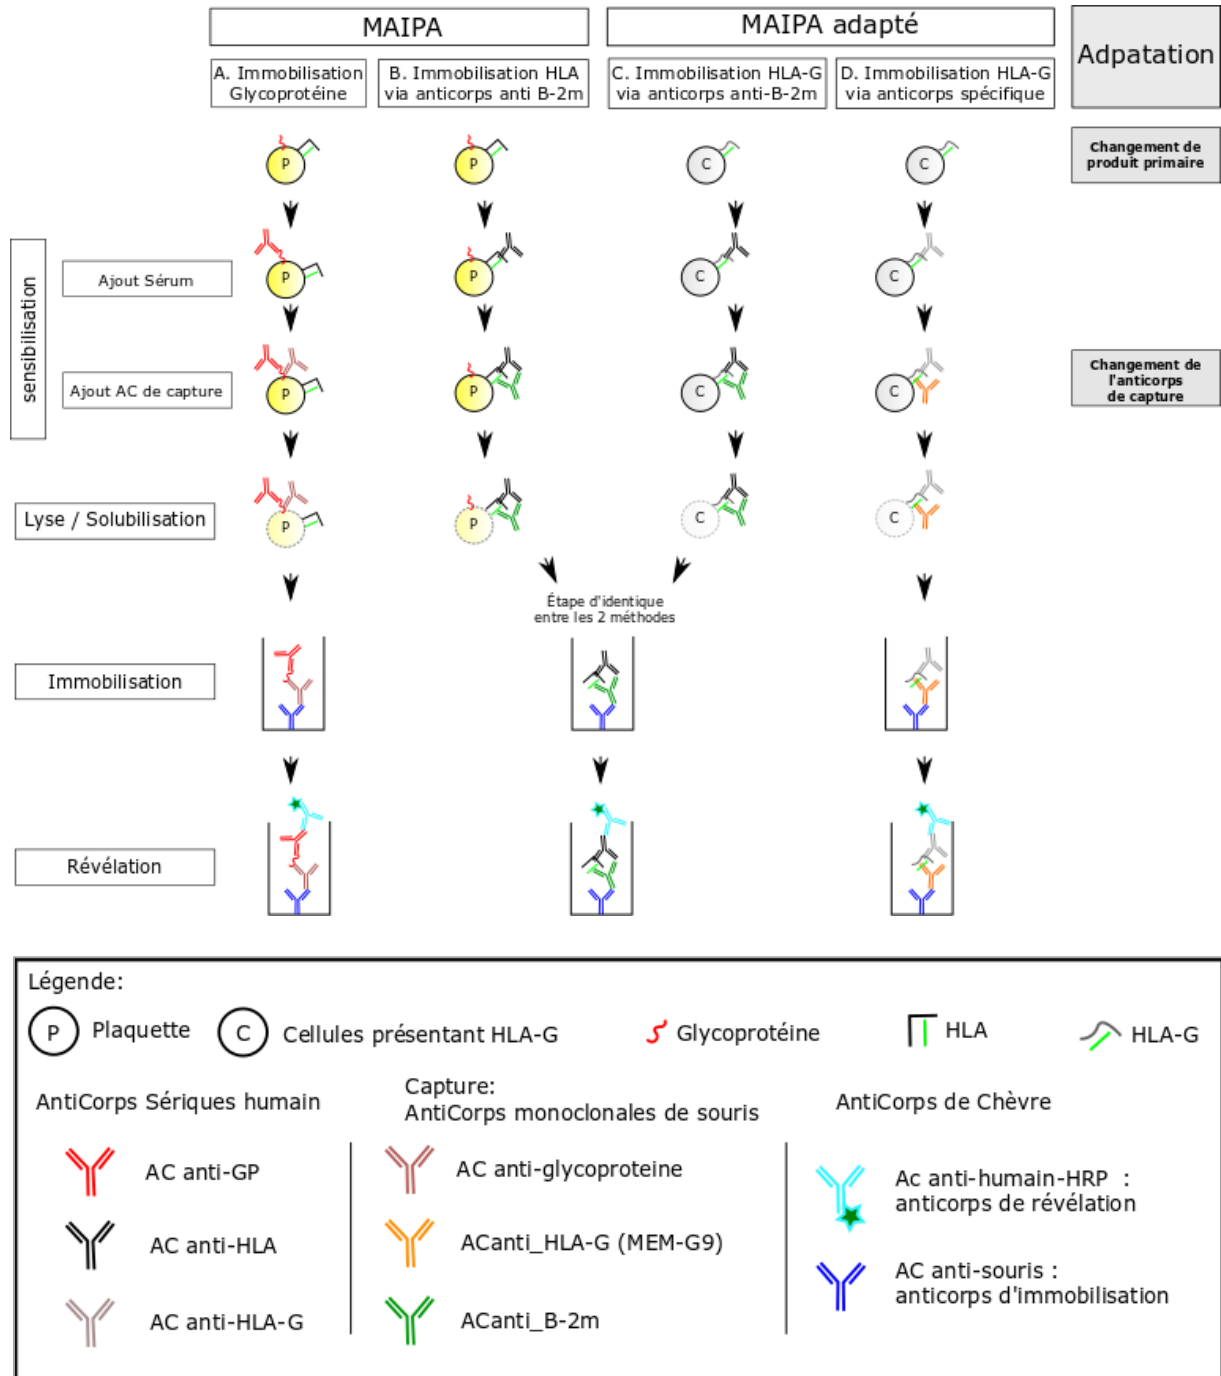 MAIPA
MAIPA adapté
Adpatation
A. Immobilisation
Glycoprotéine
B. Immobilisation HLA
via anticorps anti B-2m
C. Immobilisation HLA-G
via anticorps anti-B-2m
D. Immobilisation HLA-G
via anticorps spécifique
P
P
C
C
Changement de
produit primaire
sensibilisation
Ajout Sérum
P
P
C
C
Ajout AC de capture
P
P
C
C
Changement de
l'anticorps
de capture
Lyse / Solubilisation
P
P
C
C
Étape d'identique
entre les 2 méthodes
Immobilisation
Révélation
Légende:
P
Plaquette
C
Cellules présentant HLA-G
Glycoprotéine
HLA
HLA-G
AntiCorps Sériques humain
AC anti-GP
AC anti-HLA
AC anti-HLA-G
Capture:
AntiCorps monoclonales de souris
AC anti-glycoproteine
ACanti_HLA-G (MEM-G9)
ACanti_B-2m
AntiCorps de Chèvre
Ac anti-humain-HRP :
anticorps de révélation
AC anti-souris :
anticorps d'immobilisation